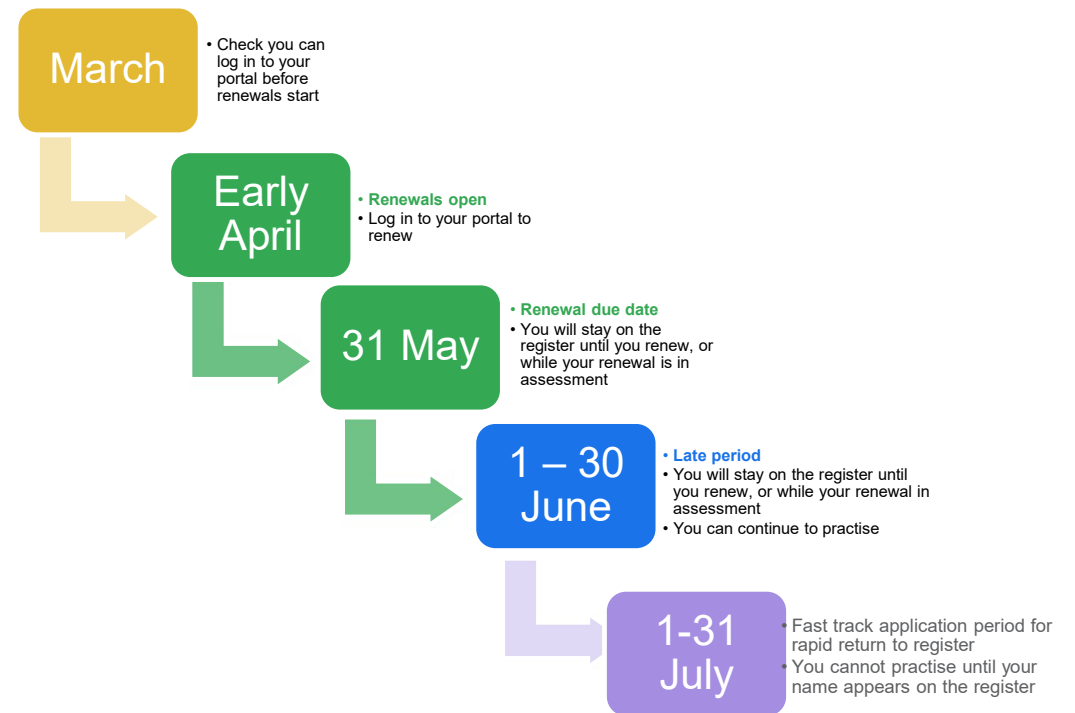 March
• Check you can
log in to your
portal before
renewals start
Early
April
• Renewals open
• Log in to your portal to
renew
31 May
• Renewal due date
• You will stay on the
register until you renew, or
while your renewal is in
assessment
1 – 30
June
• Late period
• You will stay on the register until
you renew, or while your renewal in
assessment
• You can continue to practise
1-31
July
• Fast track application period for
rapid return to register
• You cannot practise until your
name appears on the register